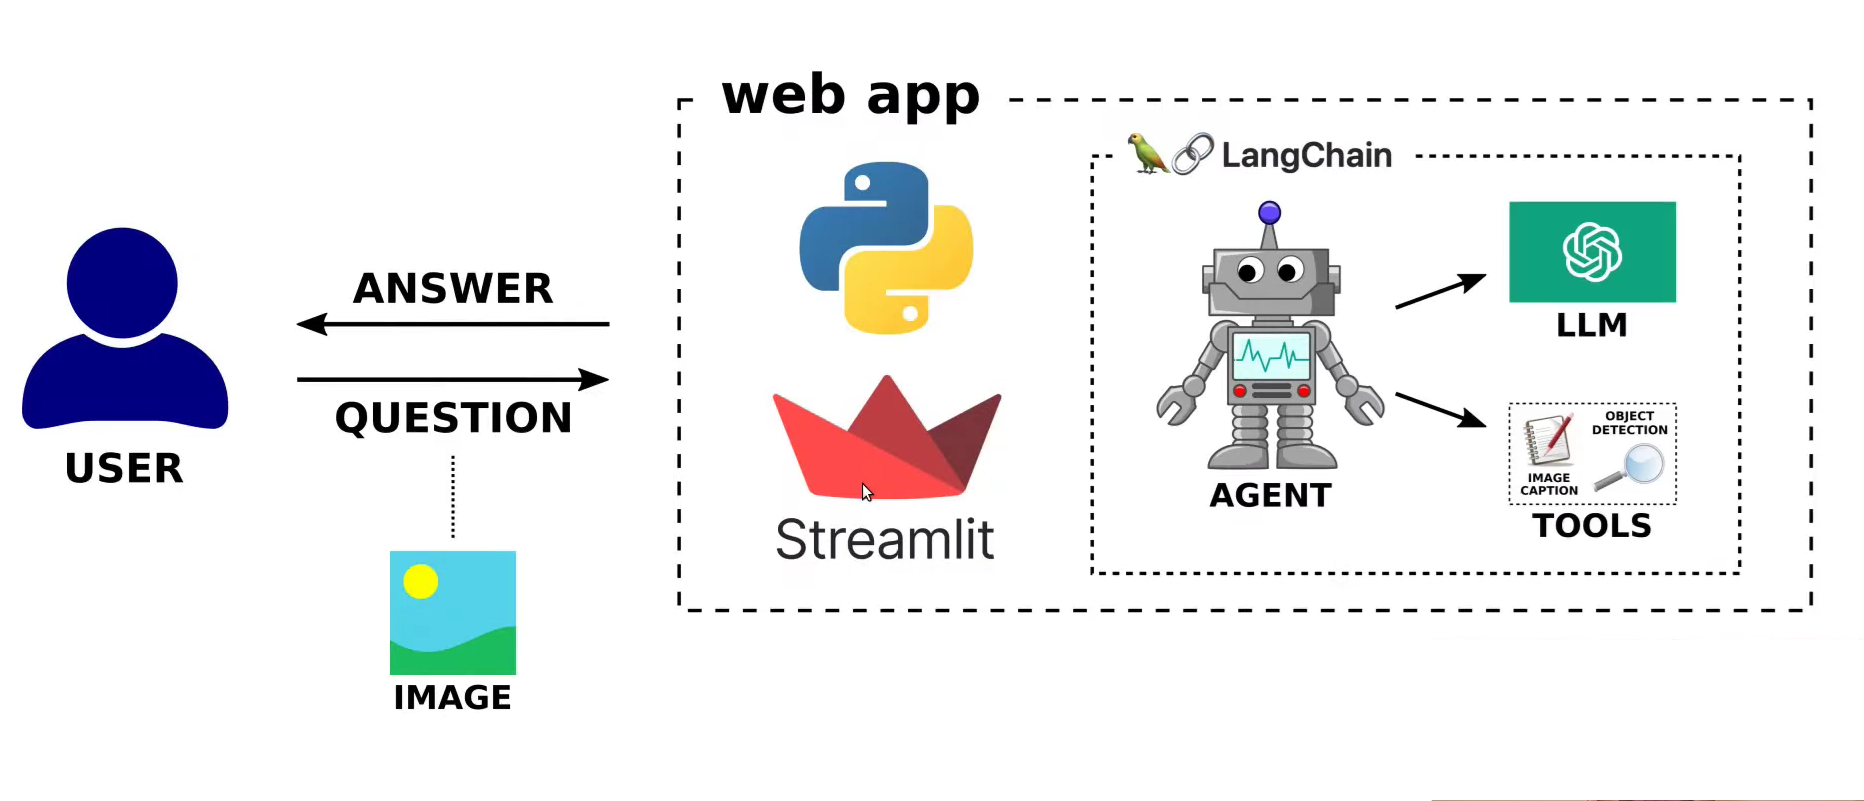 web app
LangChain
ANSWER
QUESTION
USER
IMAGE
Streamlit
AGENT
LLM
OBJECT
DETECTION
IMAGE
CAPTION
TOOLS